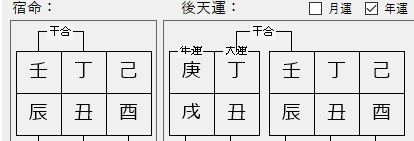 宿命： 後天運： 月運 年運
干合 干合
年運 大運
壬 丁 己 庚 丁 壬 丁 己
辰 丑 酉 戌 丑 辰 丑 酉